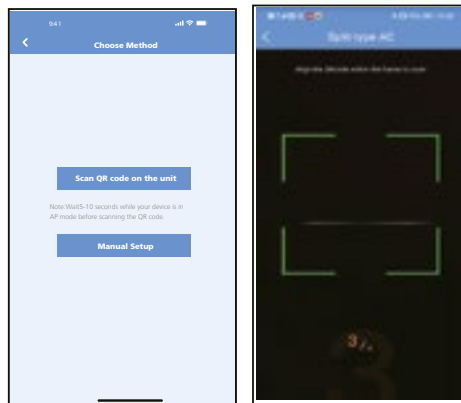 9:41
Choose Method
Scan QR code on the unit
Note:Wait5-10 seconds while your device is in
AP mode before scanning the QR code.
Manual Setup
Split type AC